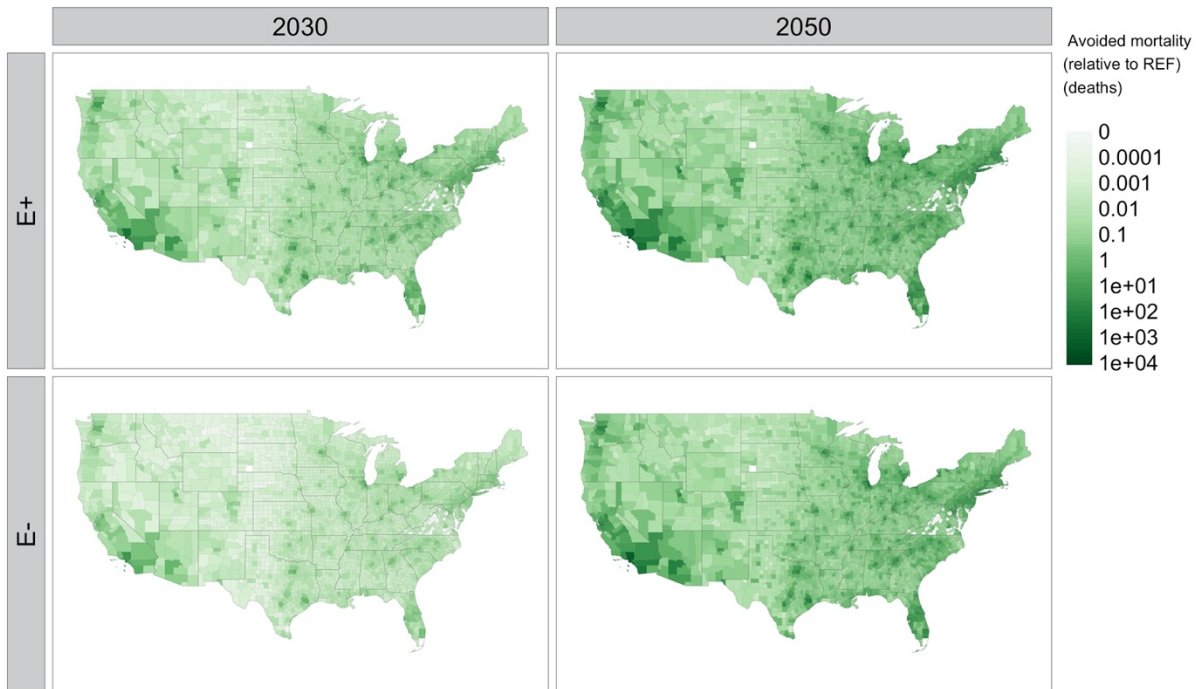 2030
2050
Avoided mortality
(relative to REF)
(deaths)
0
0.0001
0.001
0.01
0.1
1
1e+01
1e+02
1e+03
1e+04
E+
E-